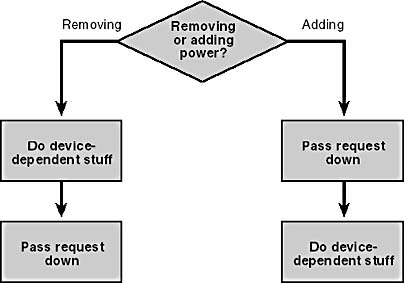 Removing
Removing
or adding
power?
Adding
Do device-
dependent stuff
Pass request
down
Pass request
down
Do device-
dependent stuff